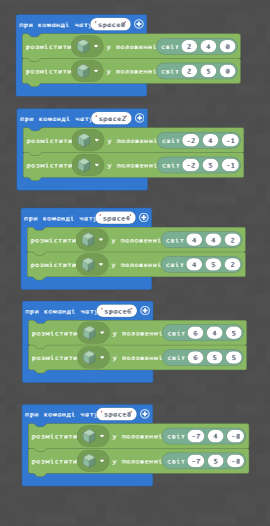 при команді чату "space0"
розмістити у положенні світ 2 4 0
розмістити у положенні світ 2 5 0
при команді чату "space2"
розмістити у положенні світ -2 4 -1
розмістити у положенні світ -2 5 -1
при команді чату "space4"
розмістити у положенні світ 4 4 2
розмістити у положенні світ 4 5 2
при команді чату "space6"
розмістити у положенні світ 6 4 5
розмістити у положенні світ 6 5 5
при команді чату "space8"
розмістити у положенні світ -7 4 -8
розмістити у положенні світ -7 5 -8